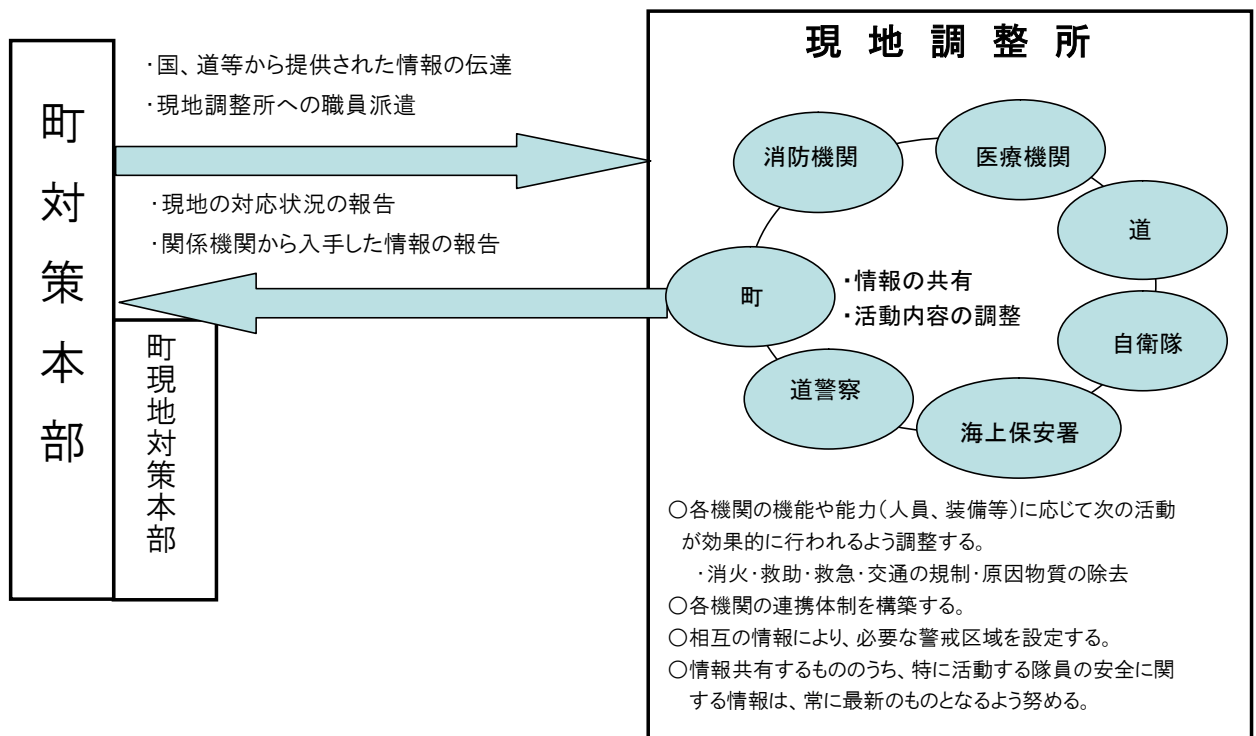 町対策本部
町現地対策本部
・国、道等から提供された情報の伝達
・現地調整所への職員派遣
・現地の対応状況の報告
・関係機関から入手した情報の報告
現地調整所
消防機関
医療機関
道
自衛隊
海上保安署
道警察
町
・情報の共有
・活動内容の調整
○各機関の機能や能力(人員、装備等)に応じて次の活動
が効果的に行われるよう調整する。
・消火・救助・救急・交通の規制・原因物質の除去
○各機関の連携体制を構築する。
○相互の情報により、必要な警戒区域を設定する。
○情報共有するもののうち、特に活動する隊員の安全に関
する情報は、常に最新のものとなるよう努める。